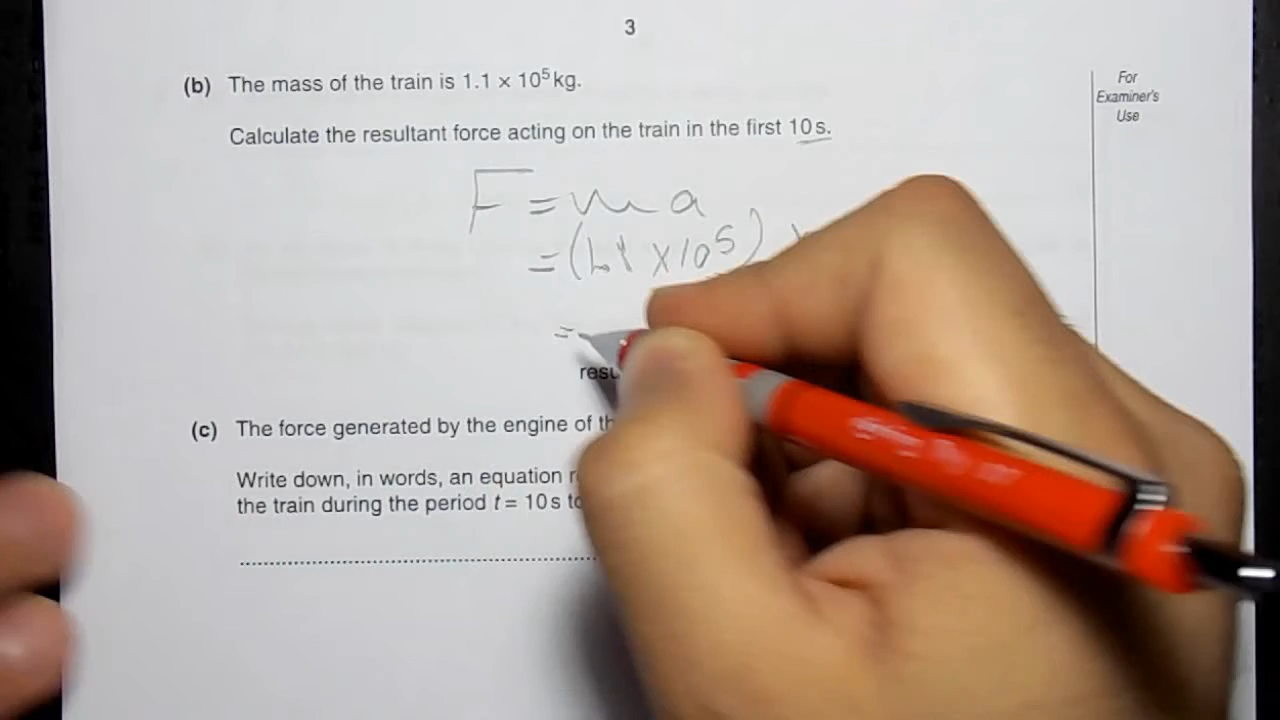 3
(b) The mass of the train is 1.1 × 10⁵ kg.
For
Examiner's
Use
Calculate the resultant force acting on the train in the first 10 s.
F = ma
= (1.1 × 10⁵) ×
=
(c) The force generated by the engine of
Write down, in words, an equation
the train during the period t = 10 s